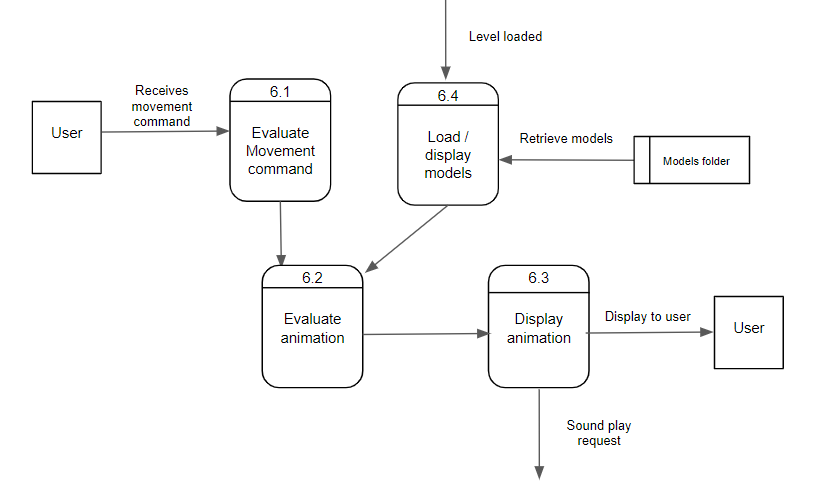 Level loaded
Receives
movement
command
User
6.1
Evaluate
Movement
command
6.4
Load /
display
models
Retrieve models
Models folder
6.2
Evaluate
animation
6.3
Display
animation
Display to user
User
Sound play
request